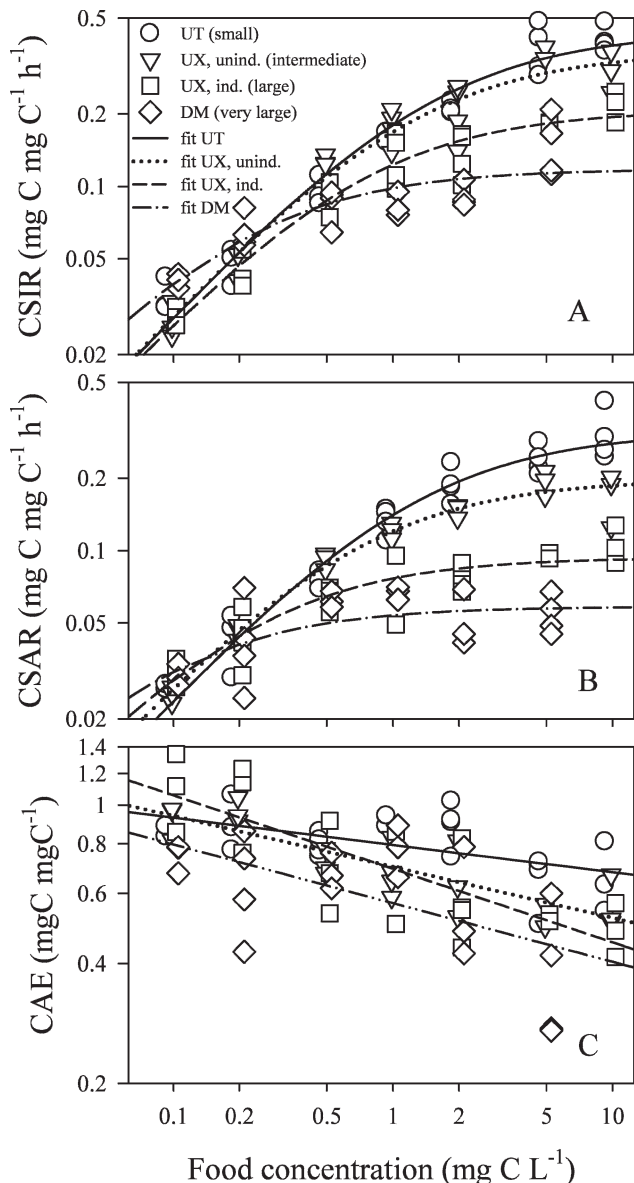 0.5
UT (small)
UX, unind. (intermediate)
UX, ind. (large)
DM (very large)
fit UT
fit UX, unind.
fit UX, ind.
fit DM
0.2
0.1
0.05
0.02
CSIR (mg C mg C⁻¹ h⁻¹)
A
0.5
0.2
0.1
0.05
0.02
CSAR (mg C mg C⁻¹ h⁻¹)
B
1.4
1.2
1
0.8
0.6
0.4
0.2
CAE (mgC mgC⁻¹)
C
0.1 0.2 0.5 1 2 5 10
Food concentration (mg C L⁻¹)